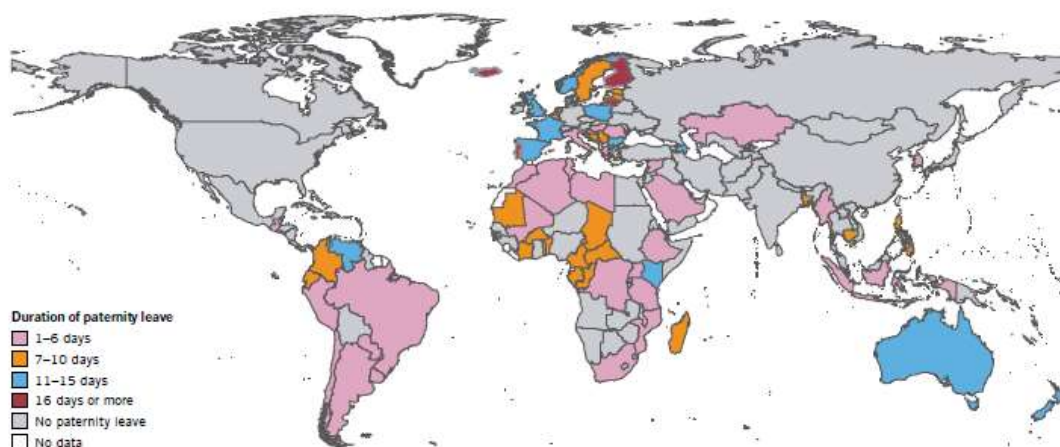 Duration of paternity leave
1–6 days
7–10 days
11–15 days
16 days or more
No paternity leave
No data